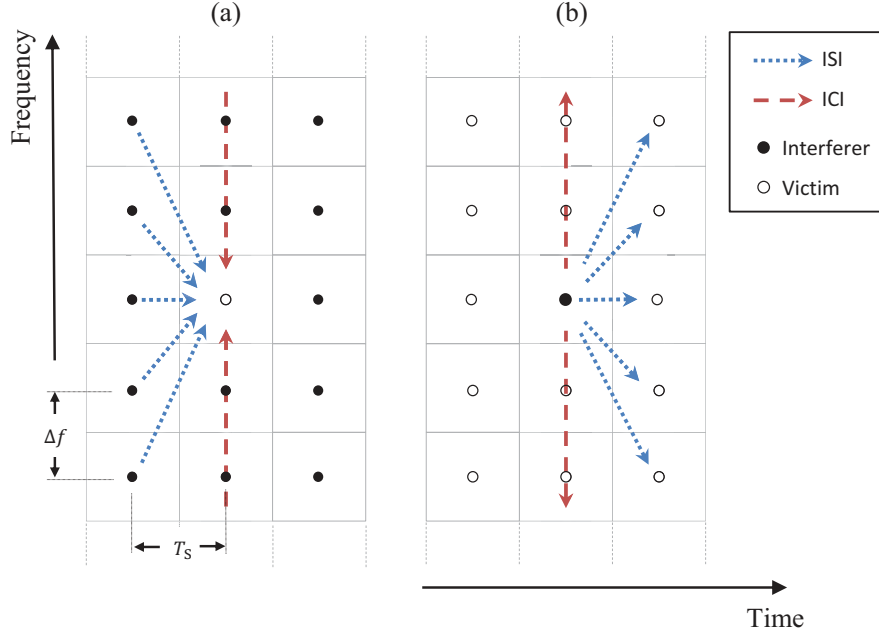 (a)
(b)
Frequency
ISI
ICI
Interferer
Victim
Δf
T_S
Time